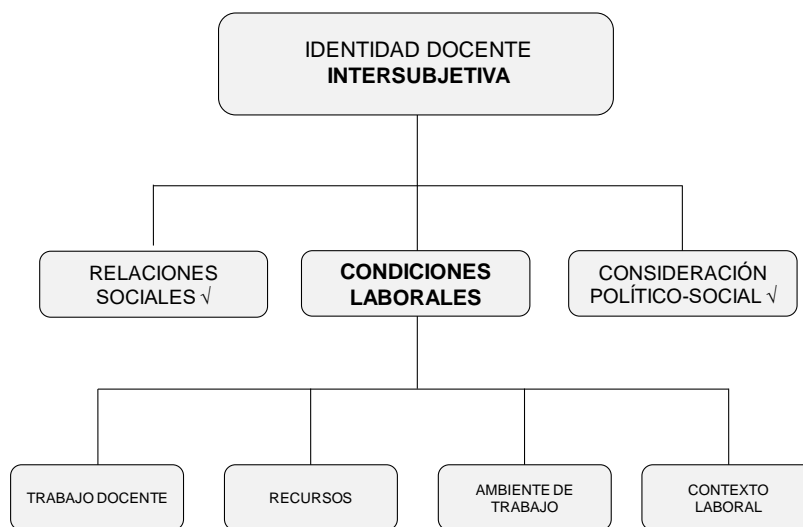 IDENTIDAD DOCENTE
INTERSUBJETIVA
RELACIONES
SOCIALES √
CONDICIONES
LABORALES
CONSIDERACIÓN
POLÍTICO-SOCIAL √
TRABAJO DOCENTE
RECURSOS
AMBIENTE DE
TRABAJO
CONTEXTO
LABORAL